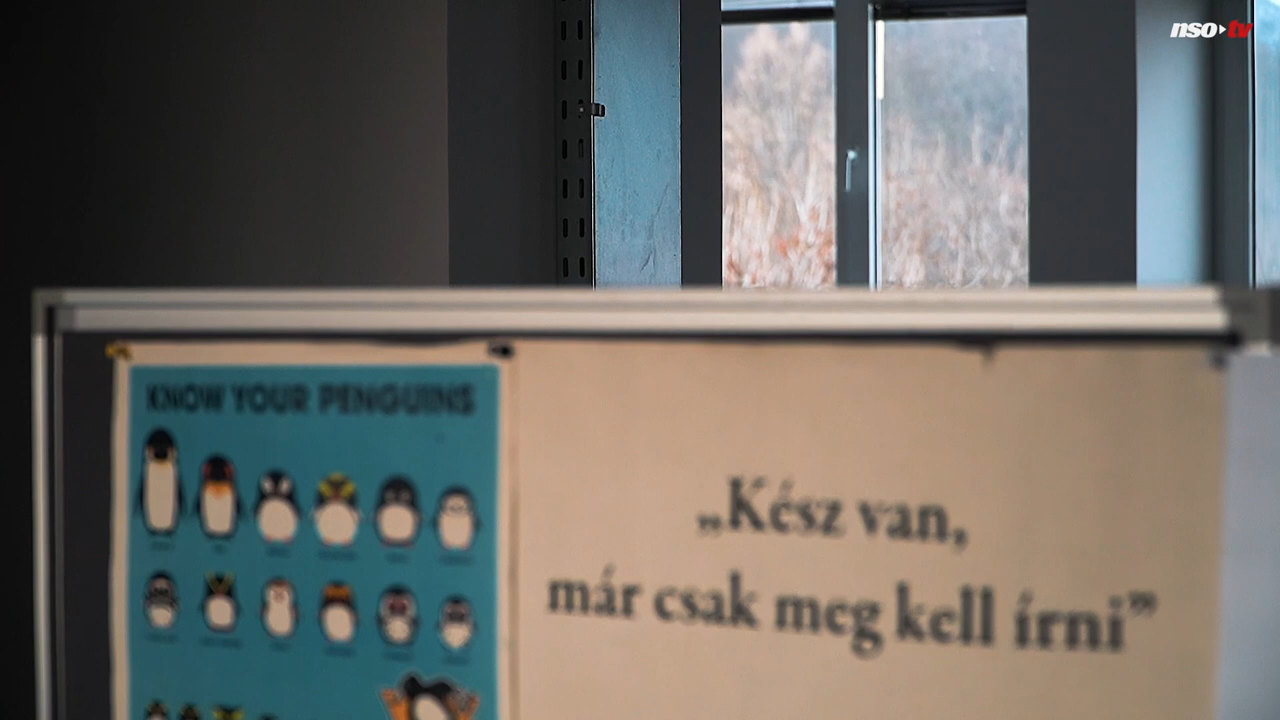 nso tv
KNOW YOUR PENGUINS
„Kész van,
már csak meg kell írni”